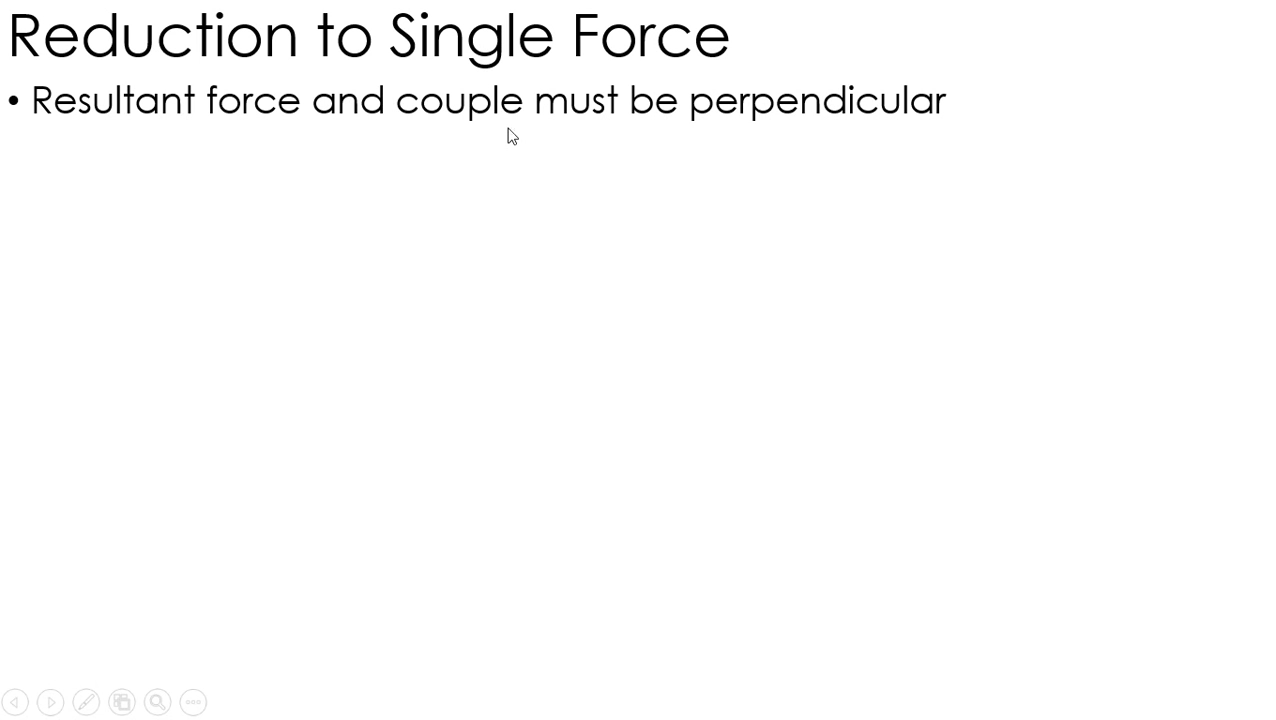 Reduction to Single Force
• Resultant force and couple must be perpendicular